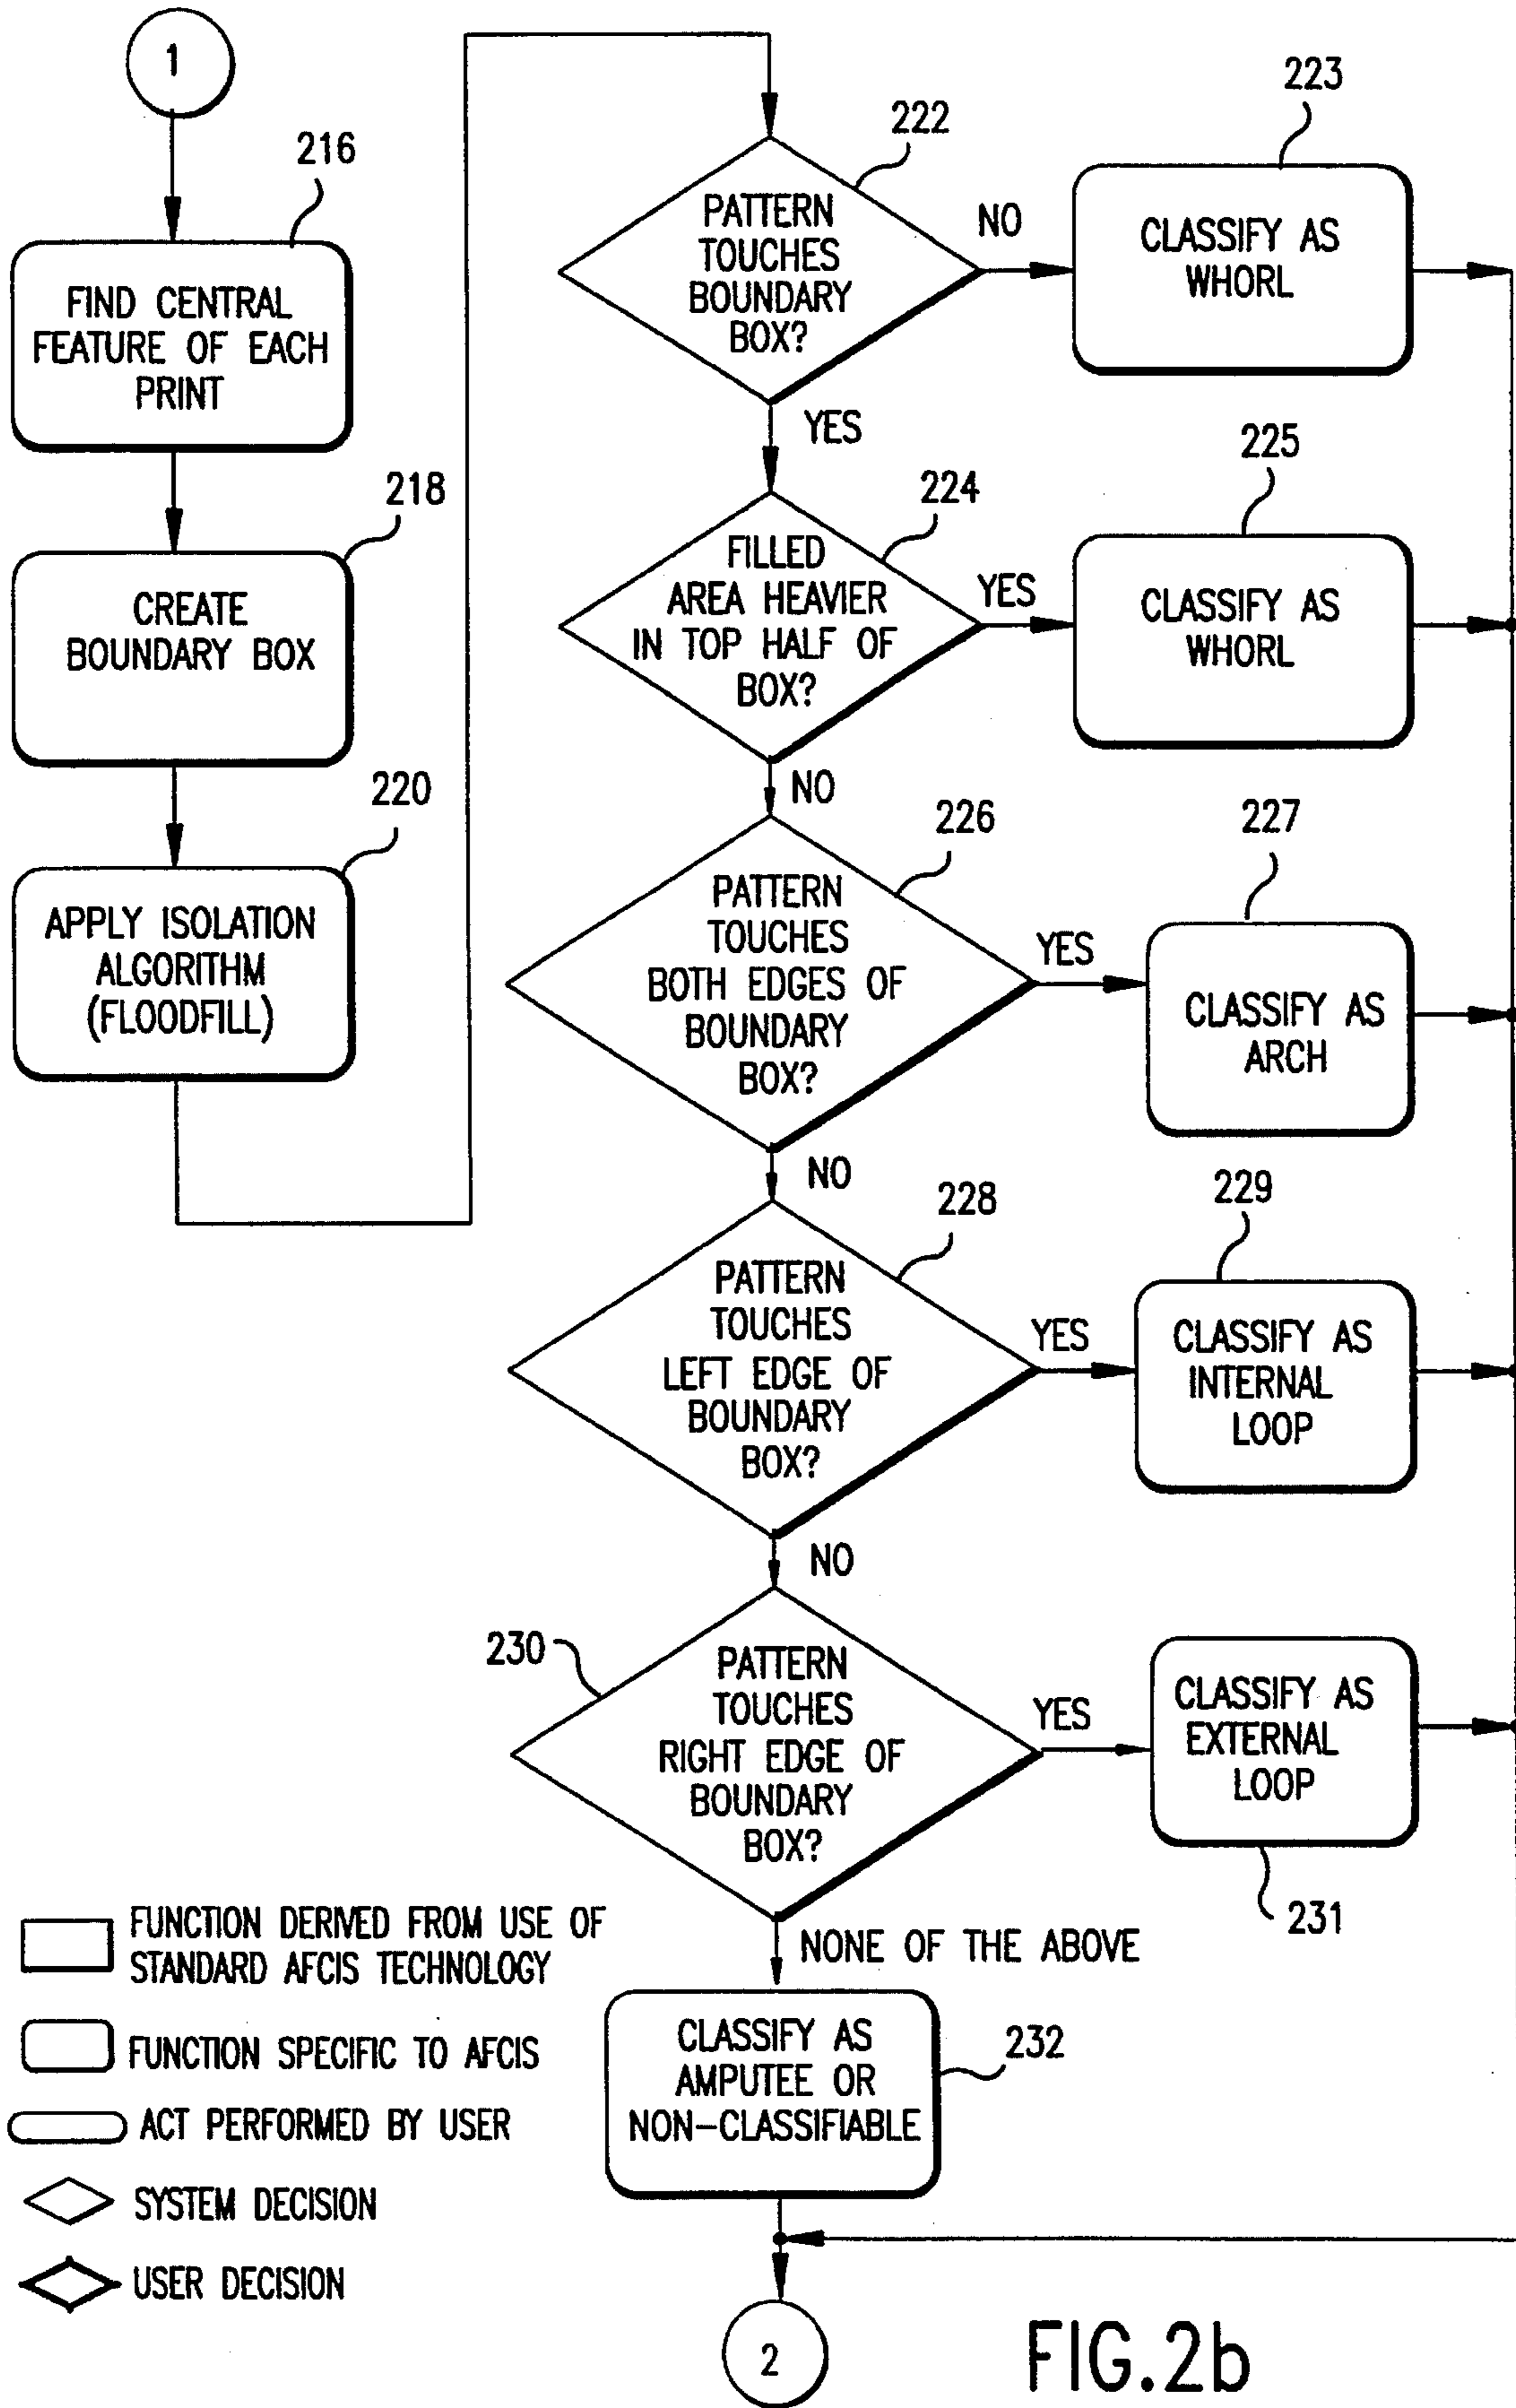 1
216
FIND CENTRAL
FEATURE OF EACH
PRINT
218
CREATE
BOUNDARY BOX
220
APPLY ISOLATION
ALGORITHM
(FLOODFILL)
222
PATTERN
TOUCHES
BOUNDARY
BOX?
NO
223
CLASSIFY AS
WHORL
YES
224
FILLED
AREA HEAVIER
IN TOP HALF OF
BOX?
YES
225
CLASSIFY AS
WHORL
NO
226
PATTERN
TOUCHES
BOTH EDGES OF
BOUNDARY
BOX?
YES
227
CLASSIFY AS
ARCH
NO
228
PATTERN
TOUCHES
LEFT EDGE OF
BOUNDARY
BOX?
YES
229
CLASSIFY AS
INTERNAL
LOOP
NO
230
PATTERN
TOUCHES
RIGHT EDGE OF
BOUNDARY
BOX?
YES
CLASSIFY AS
EXTERNAL
LOOP
231
NONE OF THE ABOVE
CLASSIFY AS
AMPUTEE OR
NON-CLASSIFIABLE
232
2
FUNCTION DERIVED FROM USE OF
STANDARD AFCIS TECHNOLOGY
FUNCTION SPECIFIC TO AFCIS
ACT PERFORMED BY USER
SYSTEM DECISION
USER DECISION
FIG.2b